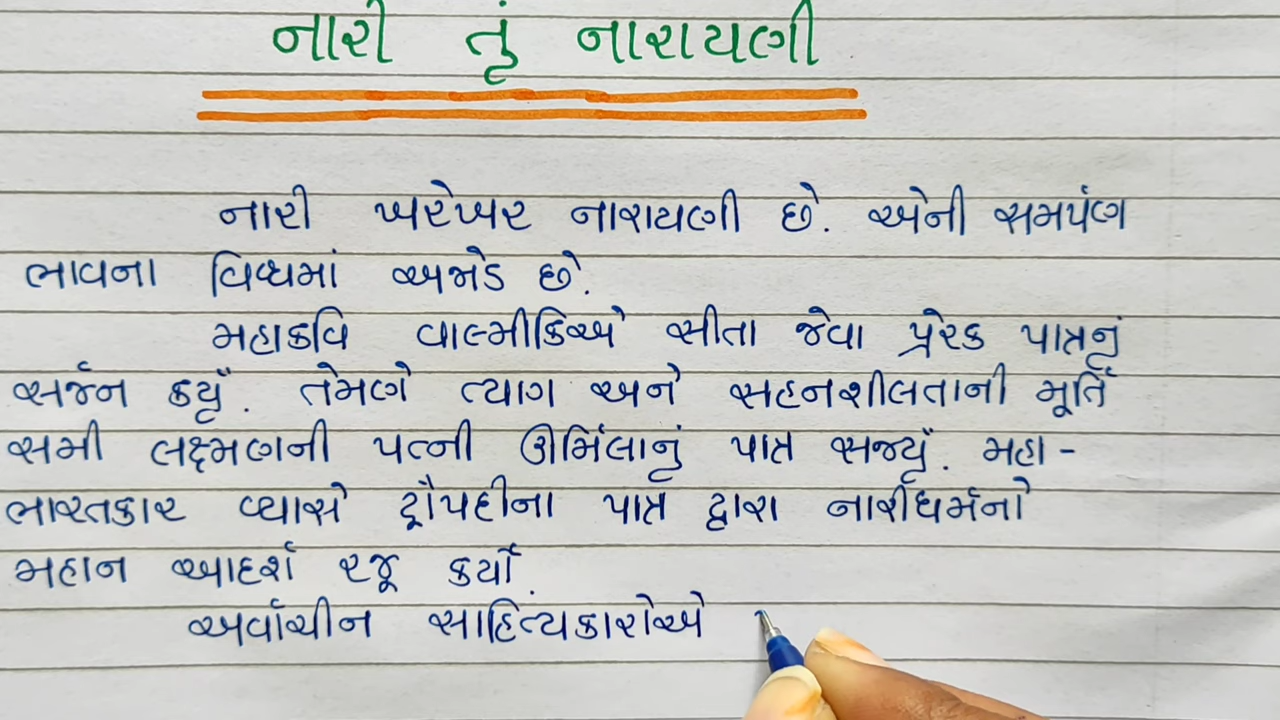 નારી તું નારાયણી
નારી ખરેખર નારાયણી છે. એની સમર્પણ
ભાવના વિશ્વમાં અજોડ છે.
મહાકવિ વાલ્મીકિએ સીતા જેવા પ્રેરક પાત્રનું
સર્જન કર્યું. તેમણે ત્યાગ અને સહનશીલતાની મૂર્તિ
સમી લક્ષ્મણની પત્ની ઊર્મિલાનું પાત્ર સર્જ્યું. મહા-
ભારતકાર વ્યાસે દ્રૌપદીના પાત્ર દ્વારા નારીધર્મનો
મહાન આદર્શ રજૂ કર્યો
અર્વાચીન સાહિત્યકારોએ